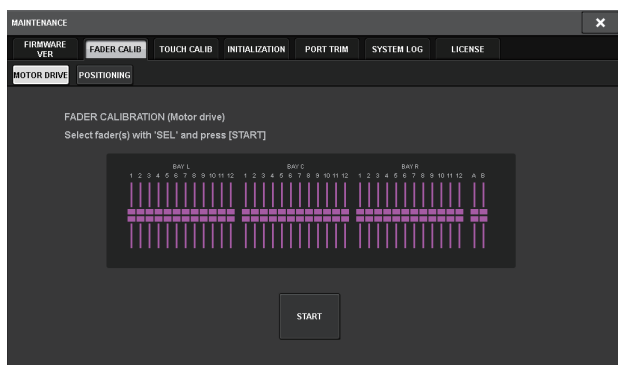 MAINTENANCE
FIRMWARE VER
FADER CALIB
TOUCH CALIB
INITIALIZATION
PORT TRIM
SYSTEM LOG
LICENSE
MOTOR DRIVE
POSITIONING
FADER CALIBRATION (Motor drive)
Select fader(s) with 'SEL' and press [START]
BAY L
BAY C
BAY R
1 2 3 4 5 6 7 8 9 10 11 12
1 2 3 4 5 6 7 8 9 10 11 12
1 2 3 4 5 6 7 8 9 10 11 12
A B
START